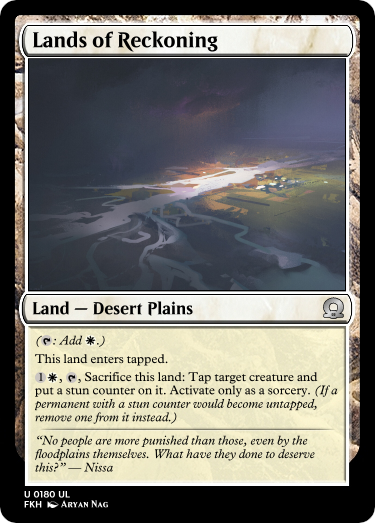 Lands of Reckoning
Land — Desert Plains
(T: Add W.)
This land enters tapped.
1W, T, Sacrifice this land: Tap target creature and
put a stun counter on it. Activate only as a sorcery. (If a
permanent with a stun counter would become untapped,
remove one from it instead.)
“No people are more punished than those, even by the
floodplains themselves. What have they done to deserve
this?” — Nissa
U 0180 UL
FKH Aryan Nag